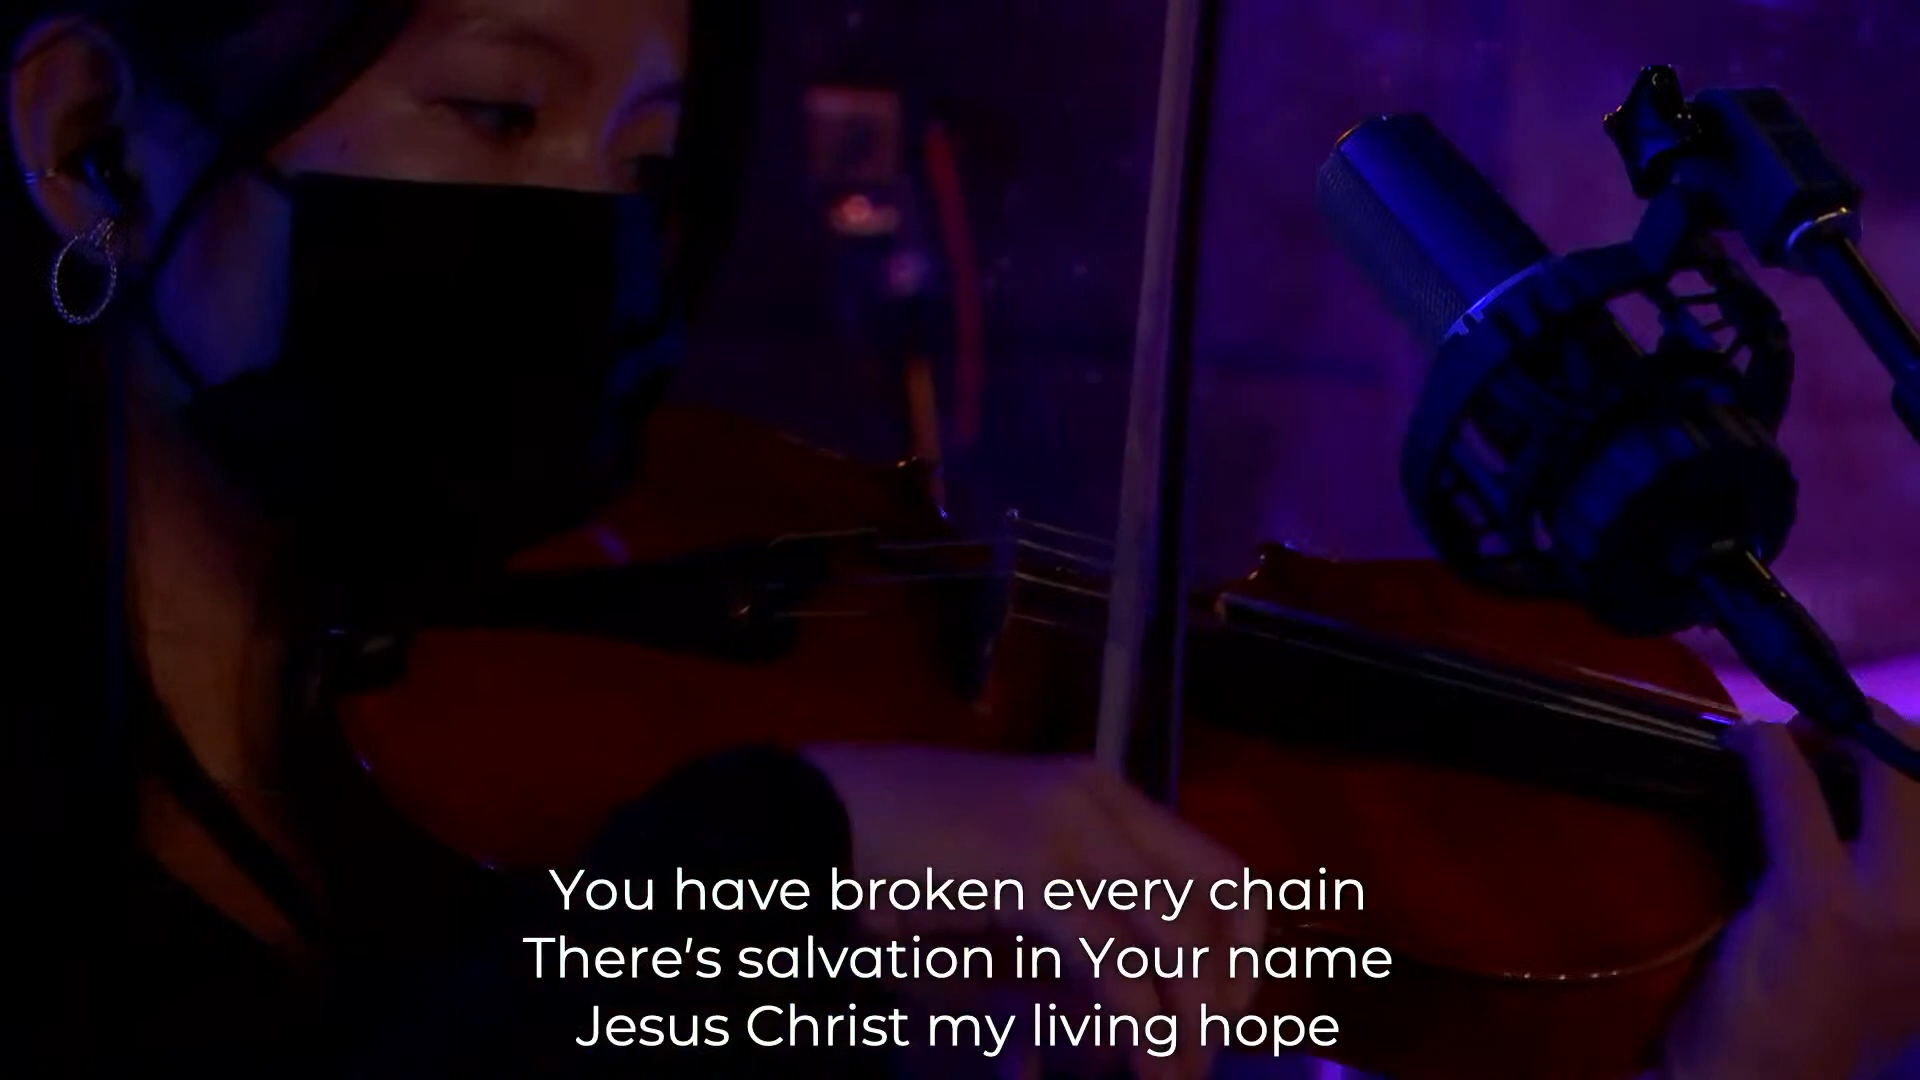 You have broken every chain
There's salvation in Your name
Jesus Christ my living hope